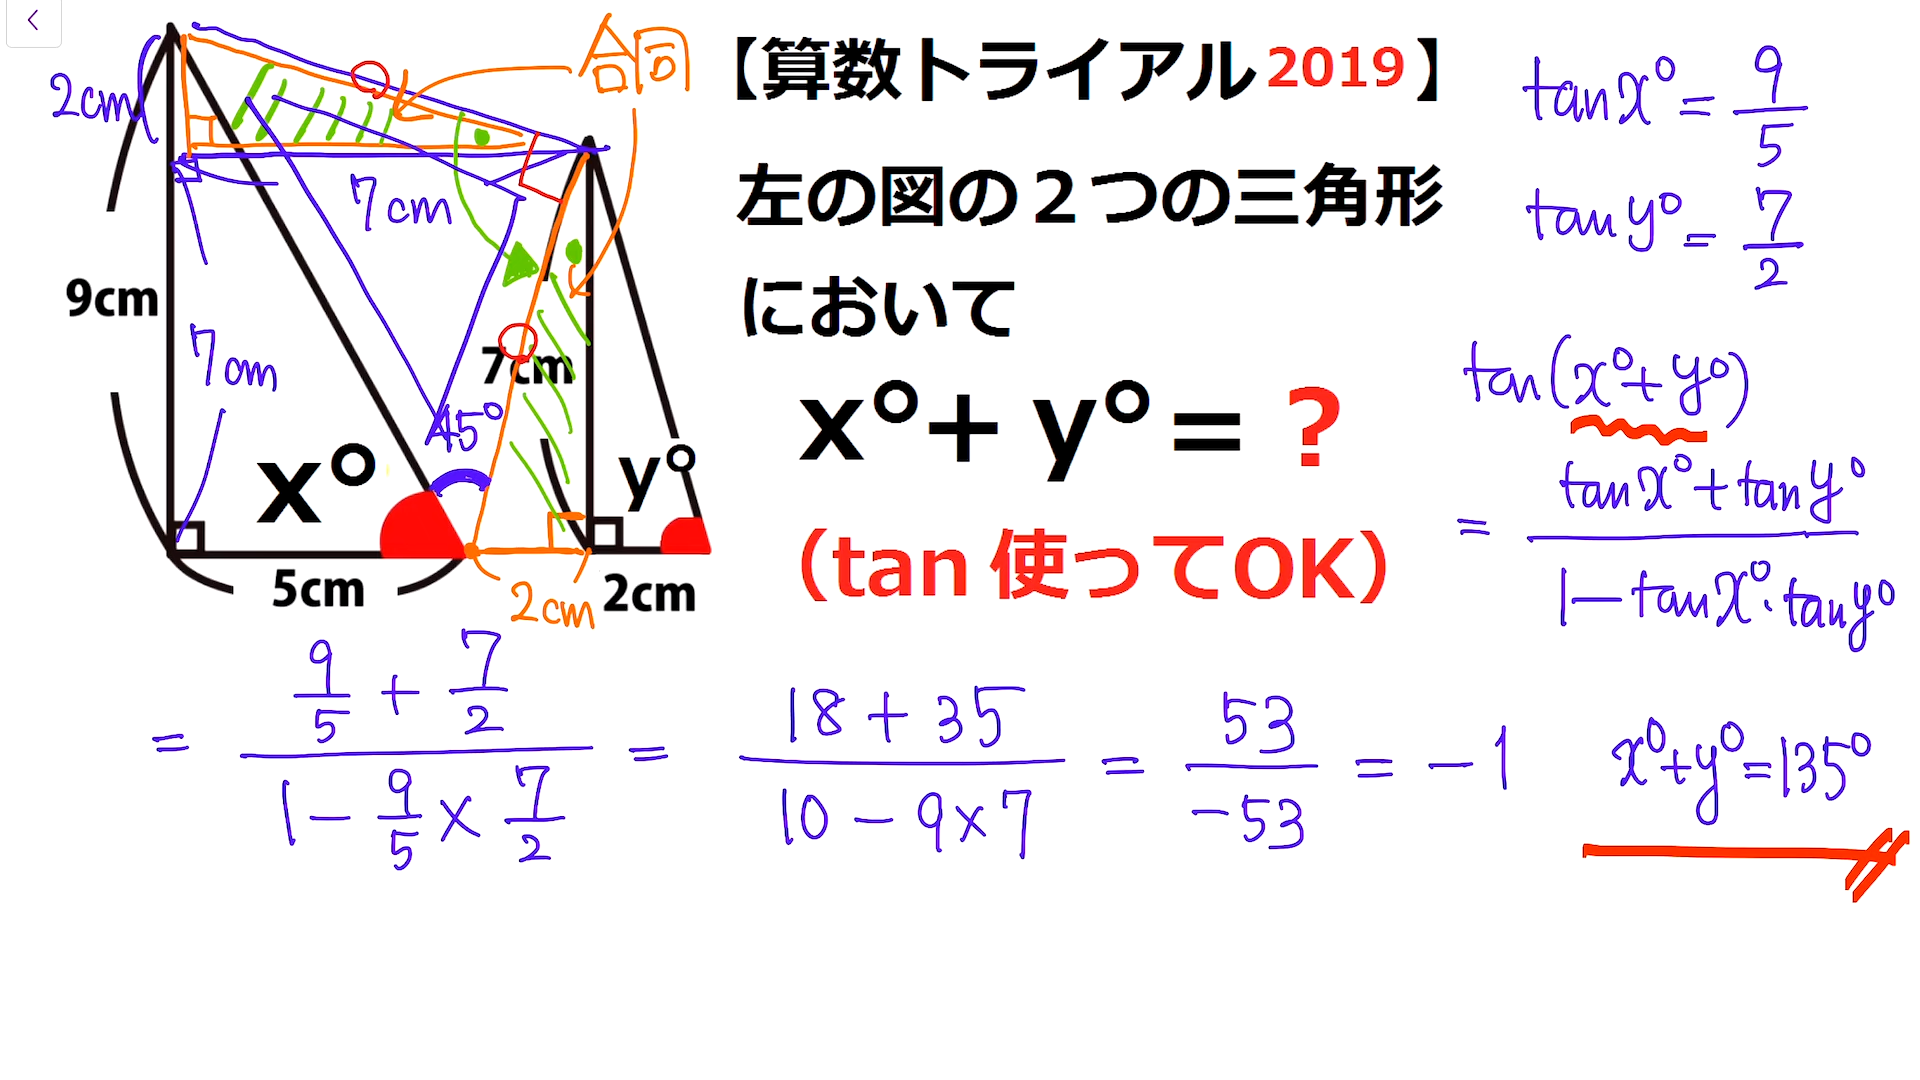 合同
【算数トライアル2019】
左の図の2つの三角形
において
x°+ y°= ?
(tan 使ってOK)
2cm
7cm
9cm
7cm
7cm
45°
x°
y°
5cm
2cm
2cm
tan x° = 9/5
tan y° = 7/2
tan(x°+y°)
= (tan x° + tan y°)/(1 - tan x°·tan y°)
= (9/5 + 7/2)/(1 - 9/5 × 7/2) = (18 + 35)/(10 - 9×7) = 53/-53 = -1
x°+y°=135°